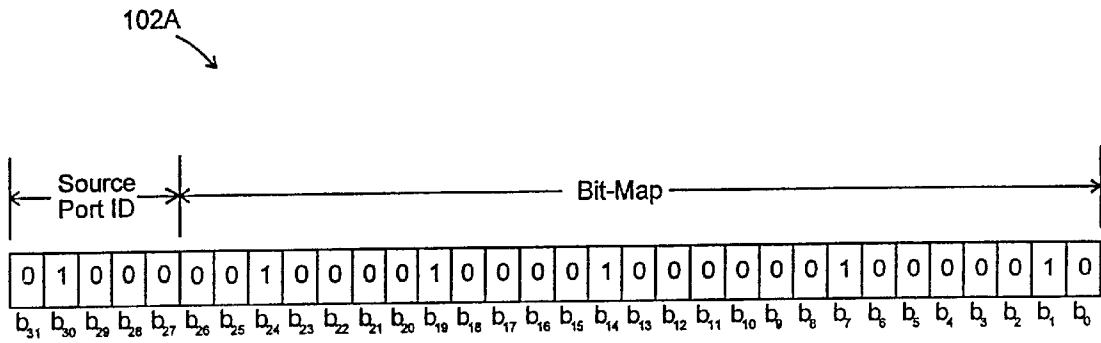 102A
Source
Port ID
Bit-Map
0 1 0 0 0 0 0 1 0 0 0 0 1 0 0 0 0 1 0 0 0 0 0 0 1 0 0 0 0 0 1 0
b31 b30 b29 b28 b27 b26 b25 b24 b23 b22 b21 b20 b19 b18 b17 b16 b15 b14 b13 b12 b11 b10 b9 b8 b7 b6 b5 b4 b3 b2 b1 b0